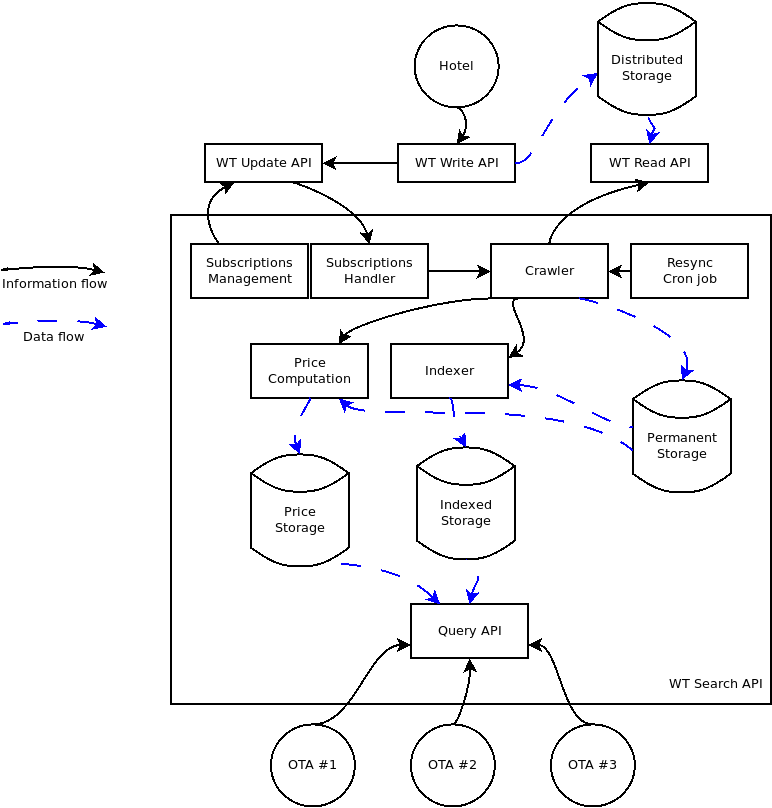 Distributed
Storage
Hotel
WT Update API
WT Write API
WT Read API
Subscriptions
Management
Subscriptions
Handler
Crawler
Resync
Cron job
Information flow
Data flow
Price
Computation
Indexer
Permanent
Storage
Price
Storage
Indexed
Storage
Query API
WT Search API
OTA #1
OTA #2
OTA #3